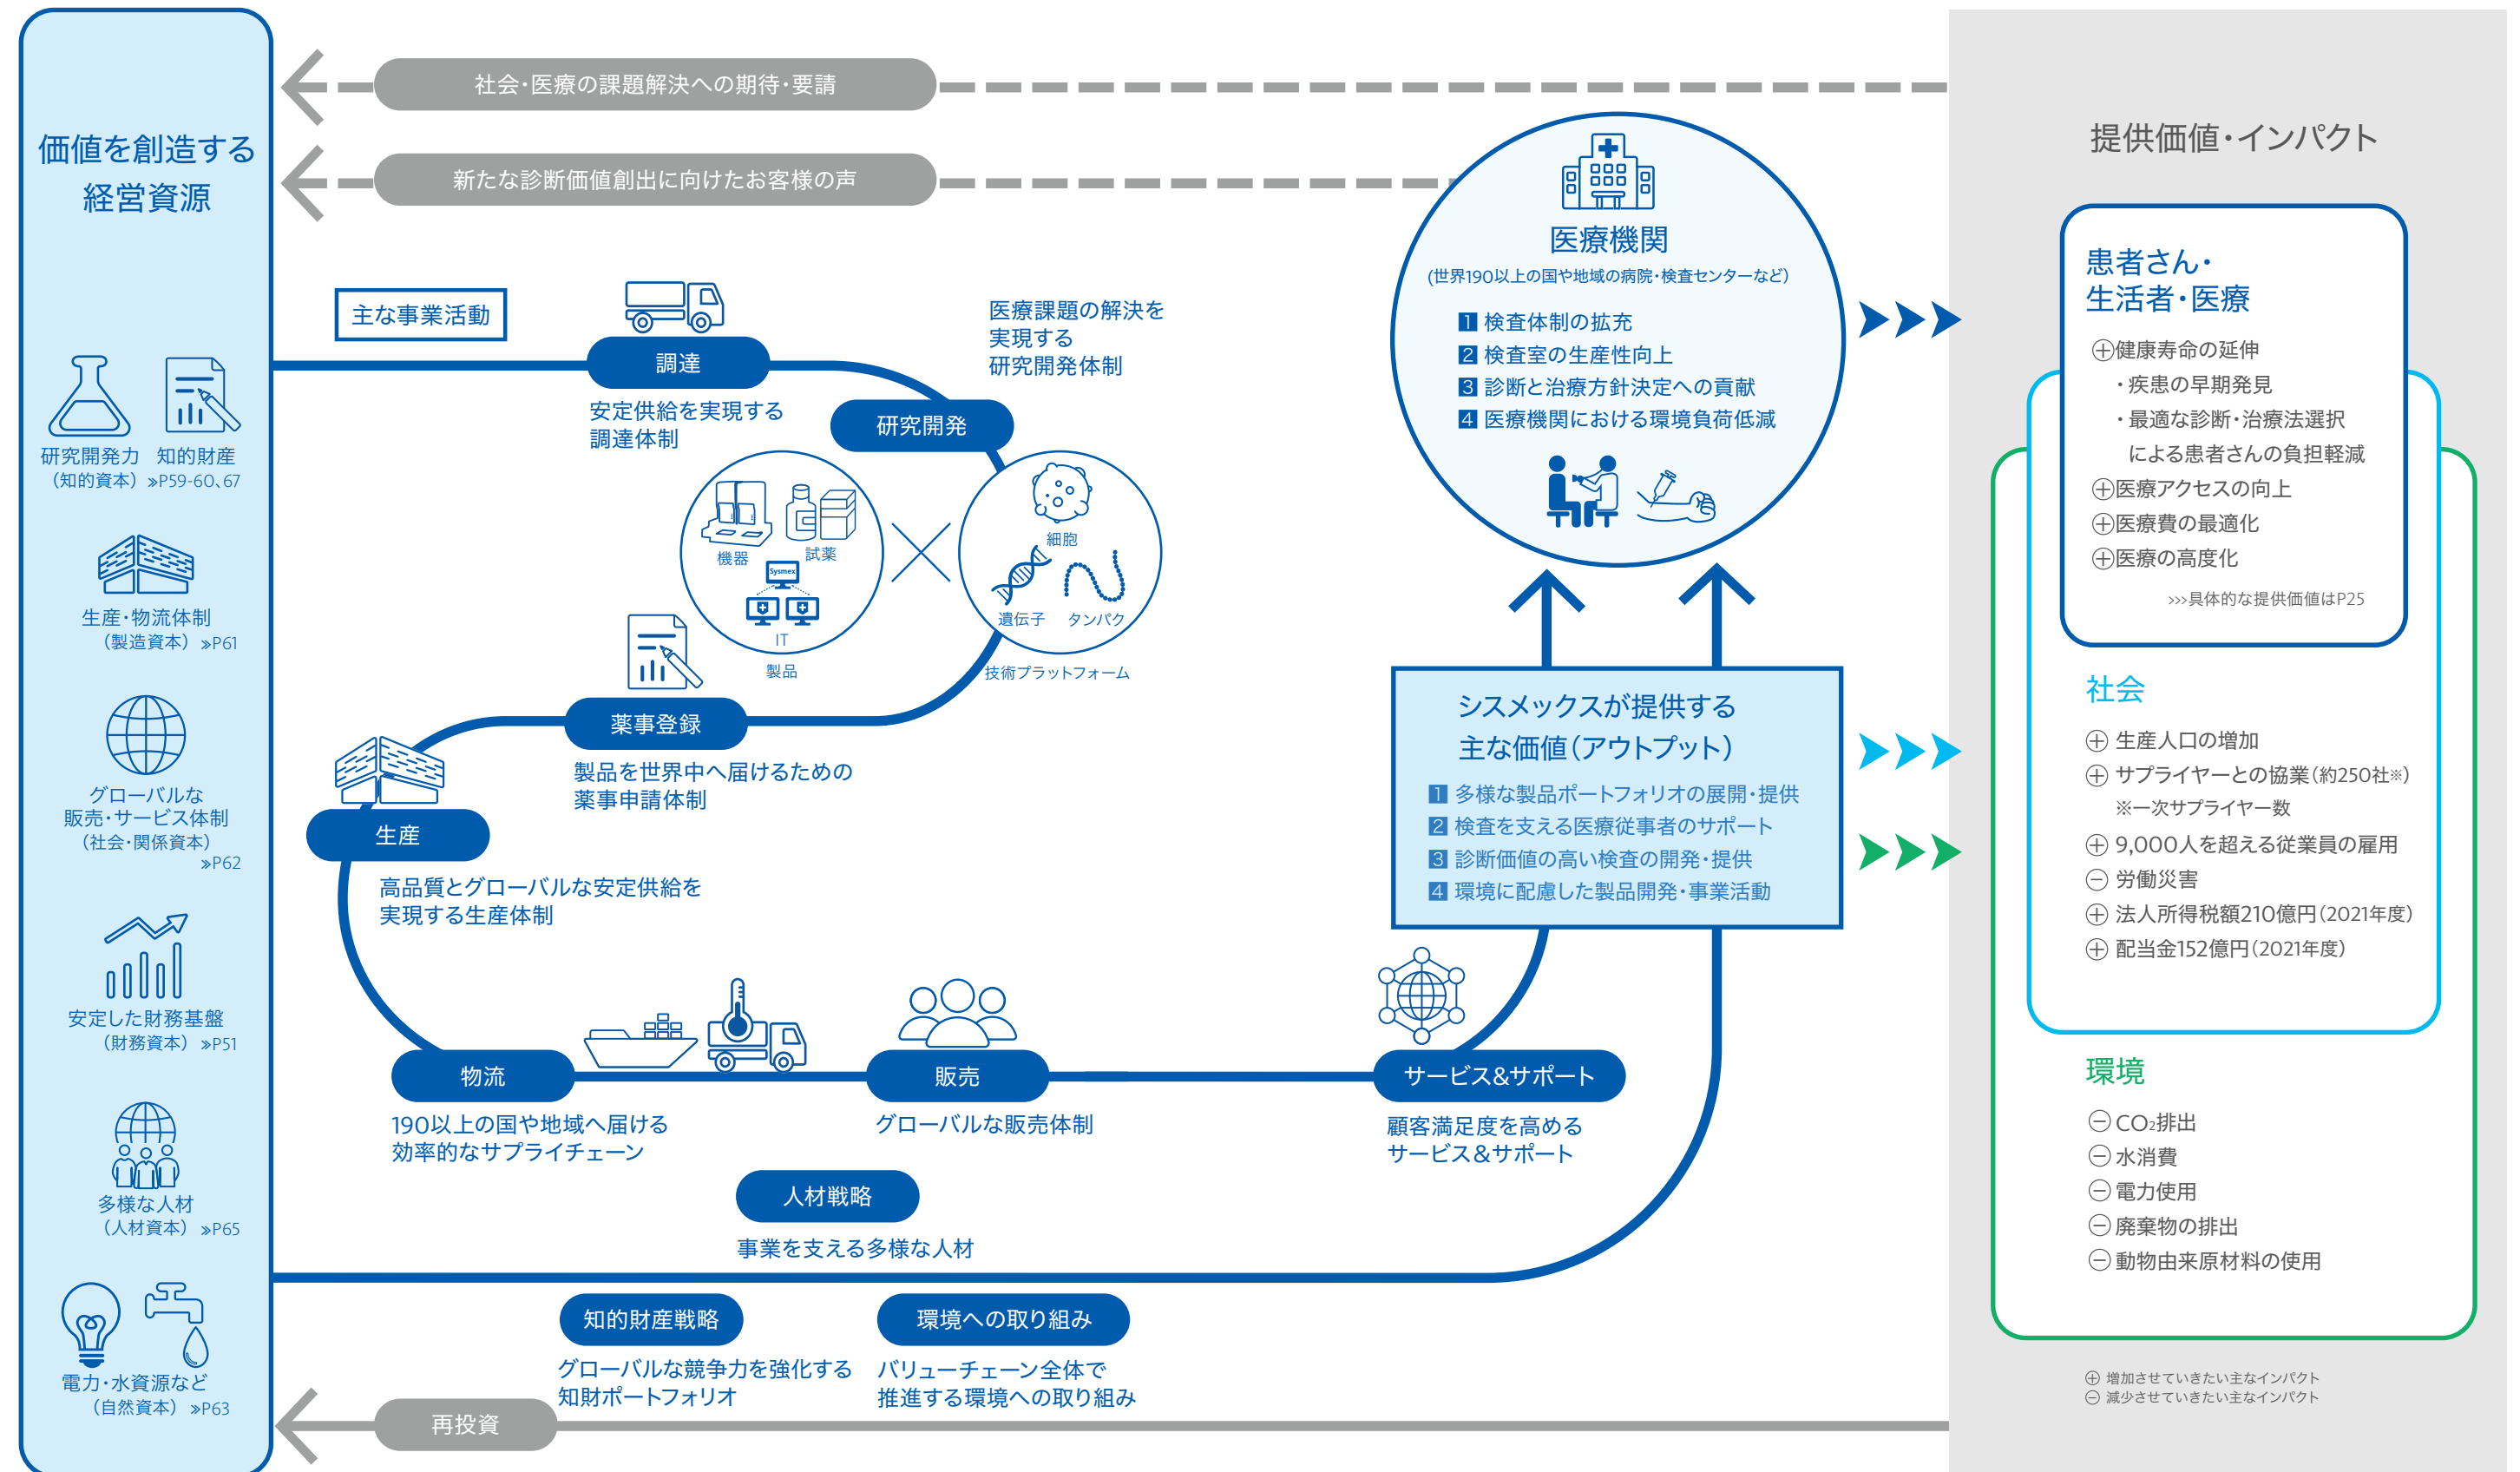 価値を創造する
経営資源
研究開発力
(知的資本) ≫P59-60、67
知的財産
生産・物流体制
(製造資本) ≫P61
グローバルな
販売・サービス体制
(社会・関係資本)
≫P62
安定した財務基盤
(財務資本) ≫P51
多様な人材
(人材資本) ≫P65
電力・水資源など
(自然資本) ≫P63
社会・医療の課題解決への期待・要請
新たな診断価値創出に向けたお客様の声
主な事業活動
調達
安定供給を実現する
調達体制
医療課題の解決を
実現する
研究開発体制
研究開発
機器
試薬
Sysmex
IT
製品
細胞
遺伝子
タンパク
技術プラットフォーム
薬事登録
製品を世界中へ届けるための
薬事申請体制
生産
高品質とグローバルな安定供給を
実現する生産体制
物流
190以上の国や地域へ届ける
効率的なサプライチェーン
販売
グローバルな販売体制
サービス&サポート
顧客満足度を高める
サービス&サポート
人材戦略
事業を支える多様な人材
知的財産戦略
グローバルな競争力を強化する
知財ポートフォリオ
環境への取り組み
バリューチェーン全体で
推進する環境への取り組み
再投資
医療機関
(世界190以上の国や地域の病院・検査センターなど)
1 検査体制の拡充
2 検査室の生産性向上
3 診断と治療方針決定への貢献
4 医療機関における環境負荷低減
シスメックスが提供する
主な価値(アウトプット)
1 多様な製品ポートフォリオの展開・提供
2 検査を支える医療従事者のサポート
3 診断価値の高い検査の開発・提供
4 環境に配慮した製品開発・事業活動
提供価値・インパクト
患者さん・
生活者・医療
⊕健康寿命の延伸
・疾患の早期発見
・最適な診断・治療法選択
による患者さんの負担軽減
⊕医療アクセスの向上
⊕医療費の最適化
⊕医療の高度化
>>>具体的な提供価値はP25
社会
⊕ 生産人口の増加
⊕ サプライヤーとの協業(約250社※)
※一次サプライヤー数
⊕ 9,000人を超える従業員の雇用
⊖ 労働災害
⊕ 法人所得税額210億円(2021年度)
⊕ 配当金152億円(2021年度)
環境
⊖CO₂排出
⊖水消費
⊖電力使用
⊖廃棄物の排出
⊖動物由来原材料の使用
⊕ 増加させていきたい主なインパクト
⊖ 減少させていきたい主なインパクト